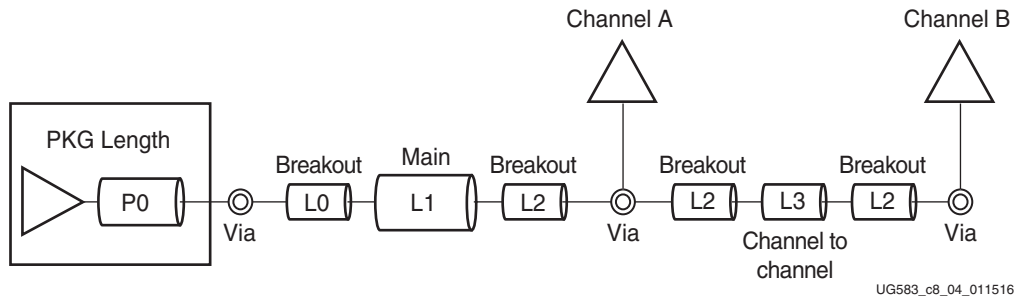 Channel A
Channel B
PKG Length
P0
Via
Breakout
L0
Main
L1
Breakout
L2
Via
Breakout
L2
L3
Channel to
channel
Breakout
L2
Via
UG583_c8_04_011516